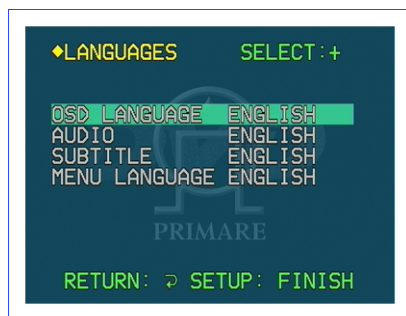 ◆LANGUAGES SELECT:+
OSD LANGUAGE ENGLISH
AUDIO ENGLISH
SUBTITLE ENGLISH
MENU LANGUAGE ENGLISH
PRIMARE
RETURN: ⊋ SETUP: FINISH